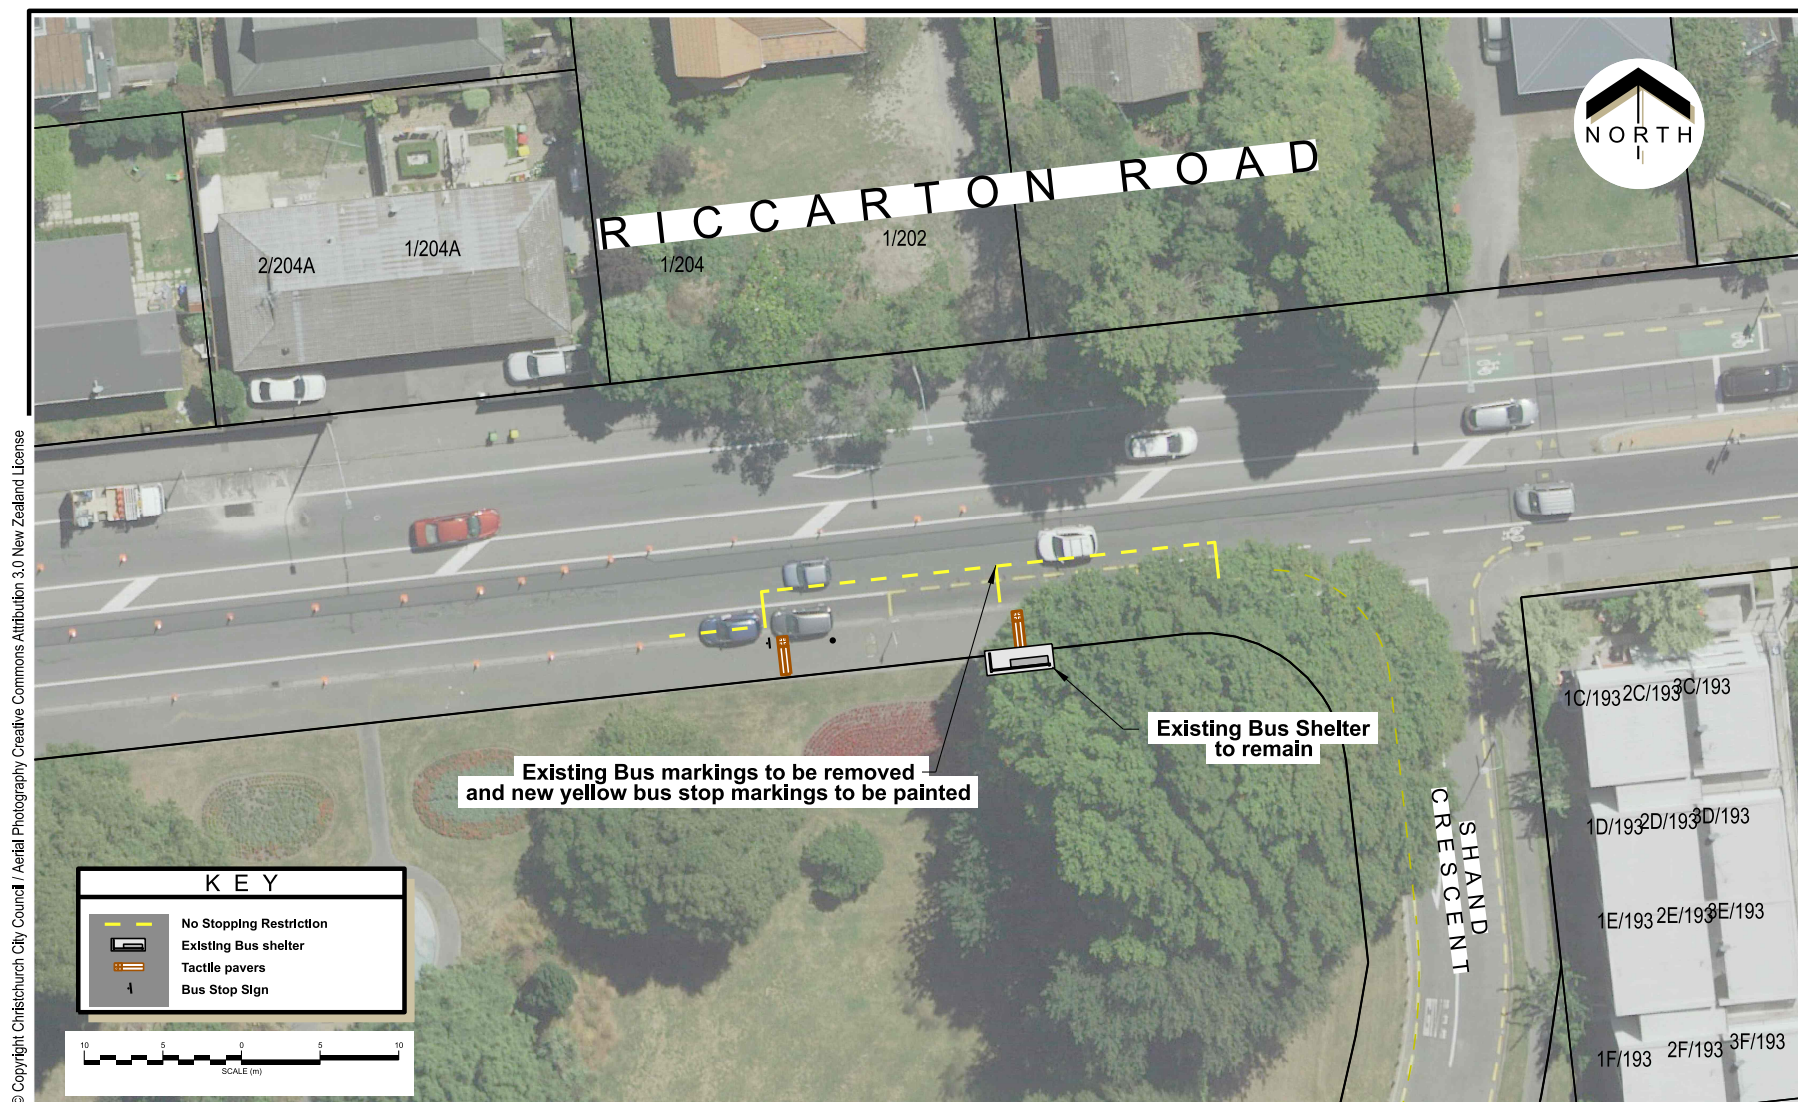 RICCARTON ROAD
NORTH
2/204A
1/204A
1/204
1/202
Existing Bus Shelter
to remain
Existing Bus markings to be removed
and new yellow bus stop markings to be painted
SHAND
CRESCENT
1C/193
2C/193
3C/193
1D/193
2D/193
3D/193
1E/193
2E/193
3E/193
1F/193
2F/193
3F/193
KEY
No Stopping Restriction
Existing Bus shelter
Tactile pavers
Bus Stop Sign
10 5 0 5 10
SCALE (m)
© Copyright Christchurch City Council / Aerial Photography Creative Commons Attribution 3.0 New Zealand License